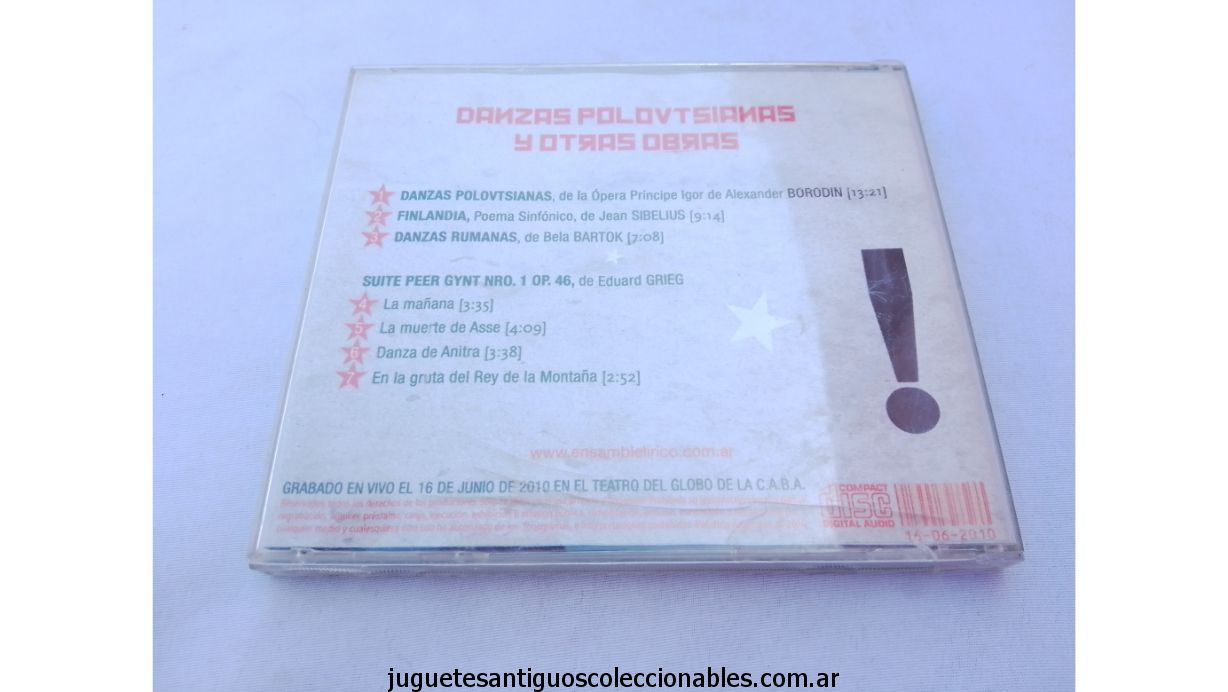 DANZAS POLOVTSIANAS
Y OTRAS OBRAS
1 DANZAS POLOVTSIANAS, de la Ópera Principe Igor de Alexander BORODIN [13:21]
2 FINLANDIA, Poema Sinfónico, de Jean SIBELIUS [9:14]
3 DANZAS RUMANAS, de Bela BARTOK [7:08]
SUITE PEER GYNT NRO. 1 OP. 46, de Eduard GRIEG
4 La mañana [3:35]
5 La muerte de Asse [4:09]
6 Danza de Anitra [3:38]
7 En la gruta del Rey de la Montaña [2:52]
!
www.ensamblelirico.com.ar
GRABADO EN VIVO EL 16 DE JUNIO DE 2010 EN EL TEATRO DEL GLOBO DE LA C.A.B.A.
COMPACT
disc
DIGITAL AUDIO
16-06-2010
juguetesantiguoscoleccionables.com.ar